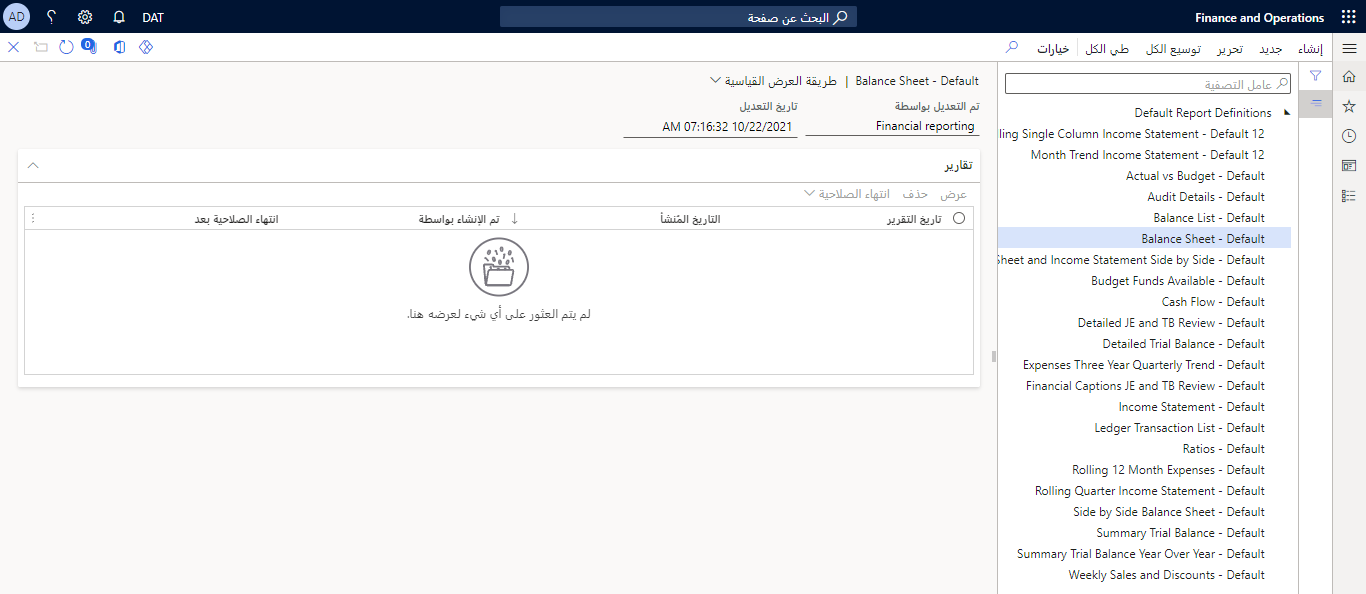 Finance and Operations
البحث عن صفحة
DAT
AD
إنشاء
جديد
تحرير
توسيع الكل
طي الكل
خيارات
0
عامل التصفية
Default Report Definitions
ling Single Column Income Statement - Default 12
Month Trend Income Statement - Default 12
Actual vs Budget - Default
Audit Details - Default
Balance List - Default
Balance Sheet - Default
Sheet and Income Statement Side by Side - Default
Budget Funds Available - Default
Cash Flow - Default
Detailed JE and TB Review - Default
Detailed Trial Balance - Default
Expenses Three Year Quarterly Trend - Default
Financial Captions JE and TB Review - Default
Income Statement - Default
Ledger Transaction List - Default
Ratios - Default
Rolling 12 Month Expenses - Default
Rolling Quarter Income Statement - Default
Side by Side Balance Sheet - Default
Summary Trial Balance - Default
Summary Trial Balance Year Over Year - Default
Weekly Sales and Discounts - Default
Balance Sheet - Default | طريقة العرض القياسية
تم التعديل بواسطة
Financial reporting
تاريخ التعديل
AM 07:16:32 10/22/2021
تقارير
عرض
حذف
انتهاء الصلاحية
تاريخ التقرير
التاريخ المُنشأ
تم الإنشاء بواسطة
انتهاء الصلاحية بعد
لم يتم العثور على أي شيء لعرضه هنا.